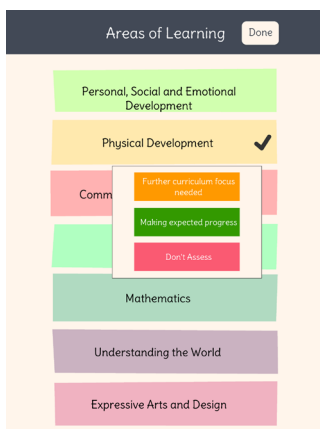 Areas of Learning
Done
Personal, Social and Emotional
Development
Physical Development
Comm
Further curriculum focus
needed
Making expected progress
Don't Assess
Mathematics
Understanding the World
Expressive Arts and Design